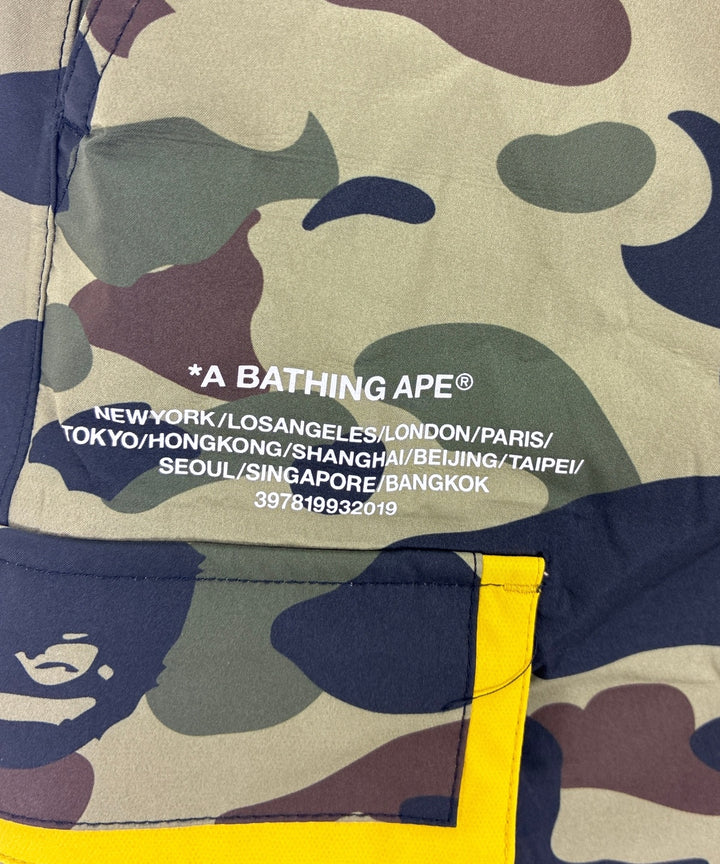 *A BATHING APE®
NEWYORK/LOSANGELES/LONDON/PARIS/
TOKYO/HONGKONG/SHANGHAI/BEIJING/TAIPEI/
SEOUL/SINGAPORE/BANGKOK
397819932019